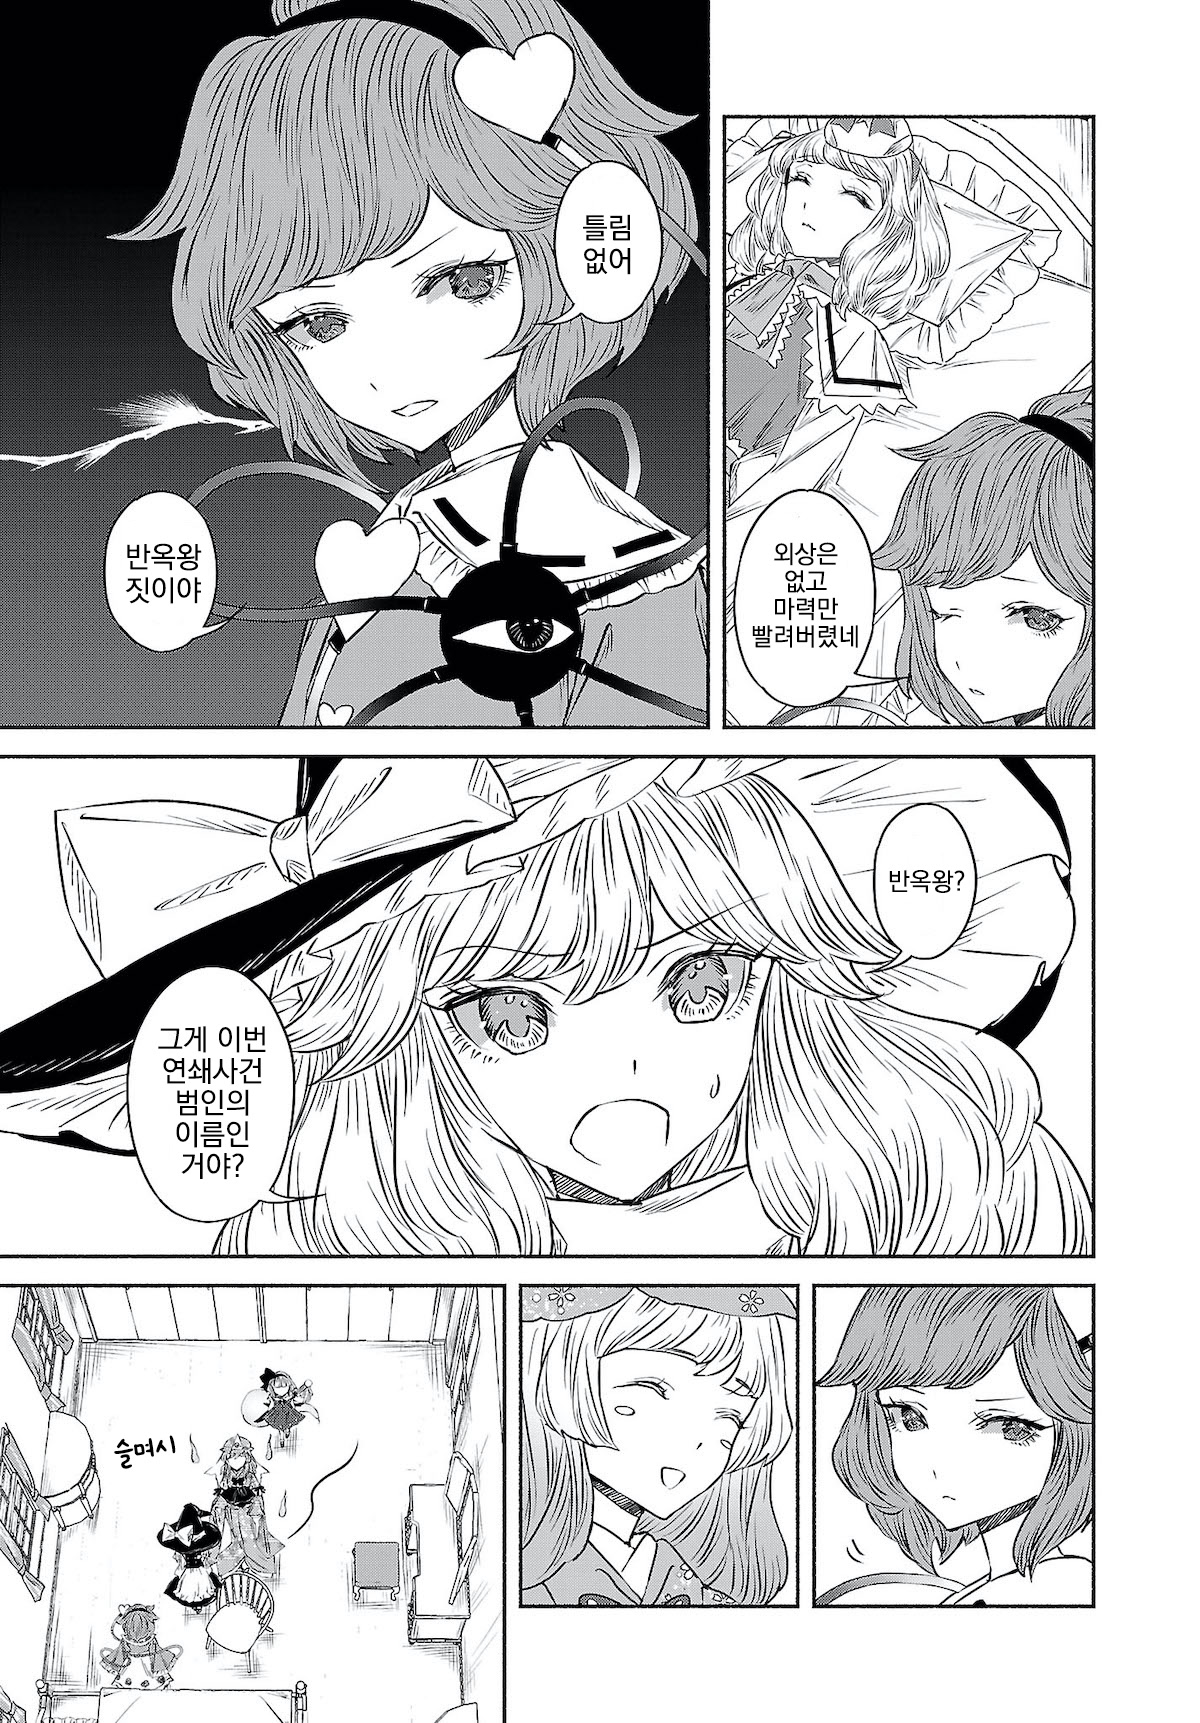 외상은
없고
마력만
빨려버렸네
틀림
없어
반옥왕
짓이야
반옥왕?
그게 이번
연쇄사건
범인의
이름인
거야?
슬며시